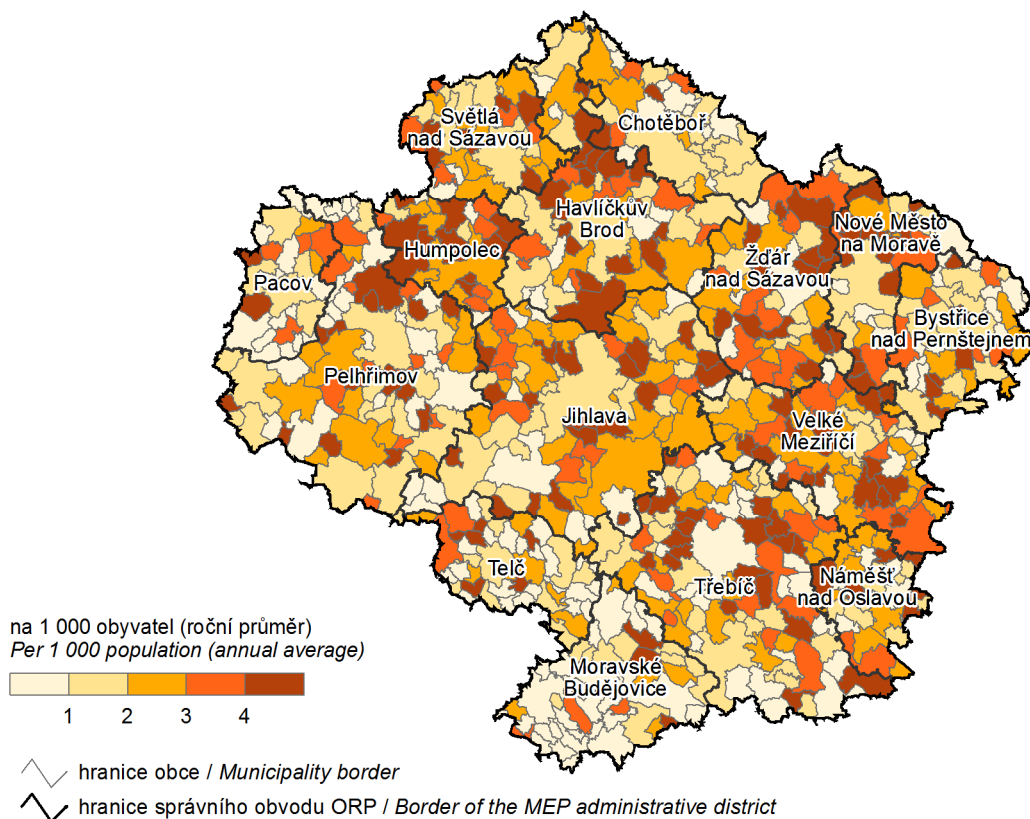 Světlá
nad Sázavou
Chotěboř
Havlíčkův
Brod
Nové Město
na Moravě
Humpolec
Žďár
nad Sázavou
Pacov
Bystřice
nad Pernštejnem
Pelhřimov
Jihlava
Velké
Meziříčí
Telč
Třebíč
Náměšť
nad Oslavou
Moravské
Budějovice
na 1 000 obyvatel (roční průměr)
Per 1 000 population (annual average)
1 2 3 4
hranice obce / Municipality border
hranice správního obvodu ORP / Border of the MEP administrative district